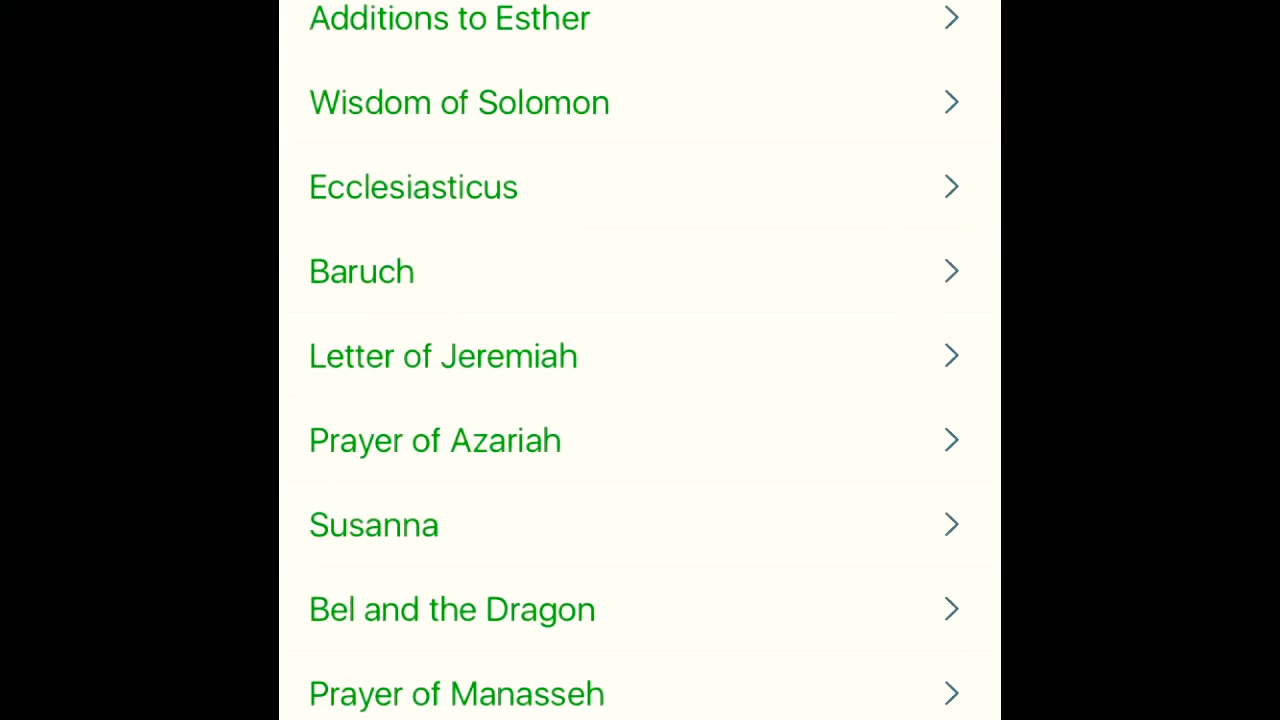 Additions to Esther
Wisdom of Solomon
Ecclesiasticus
Baruch
Letter of Jeremiah
Prayer of Azariah
Susanna
Bel and the Dragon
Prayer of Manasseh